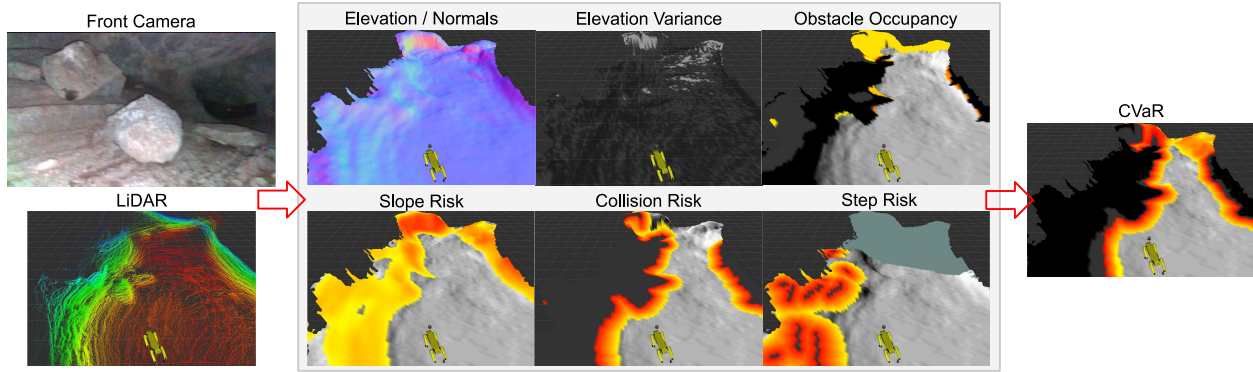 Front Camera
Elevation / Normals
Elevation Variance
Obstacle Occupancy
CVaR
LiDAR
Slope Risk
Collision Risk
Step Risk